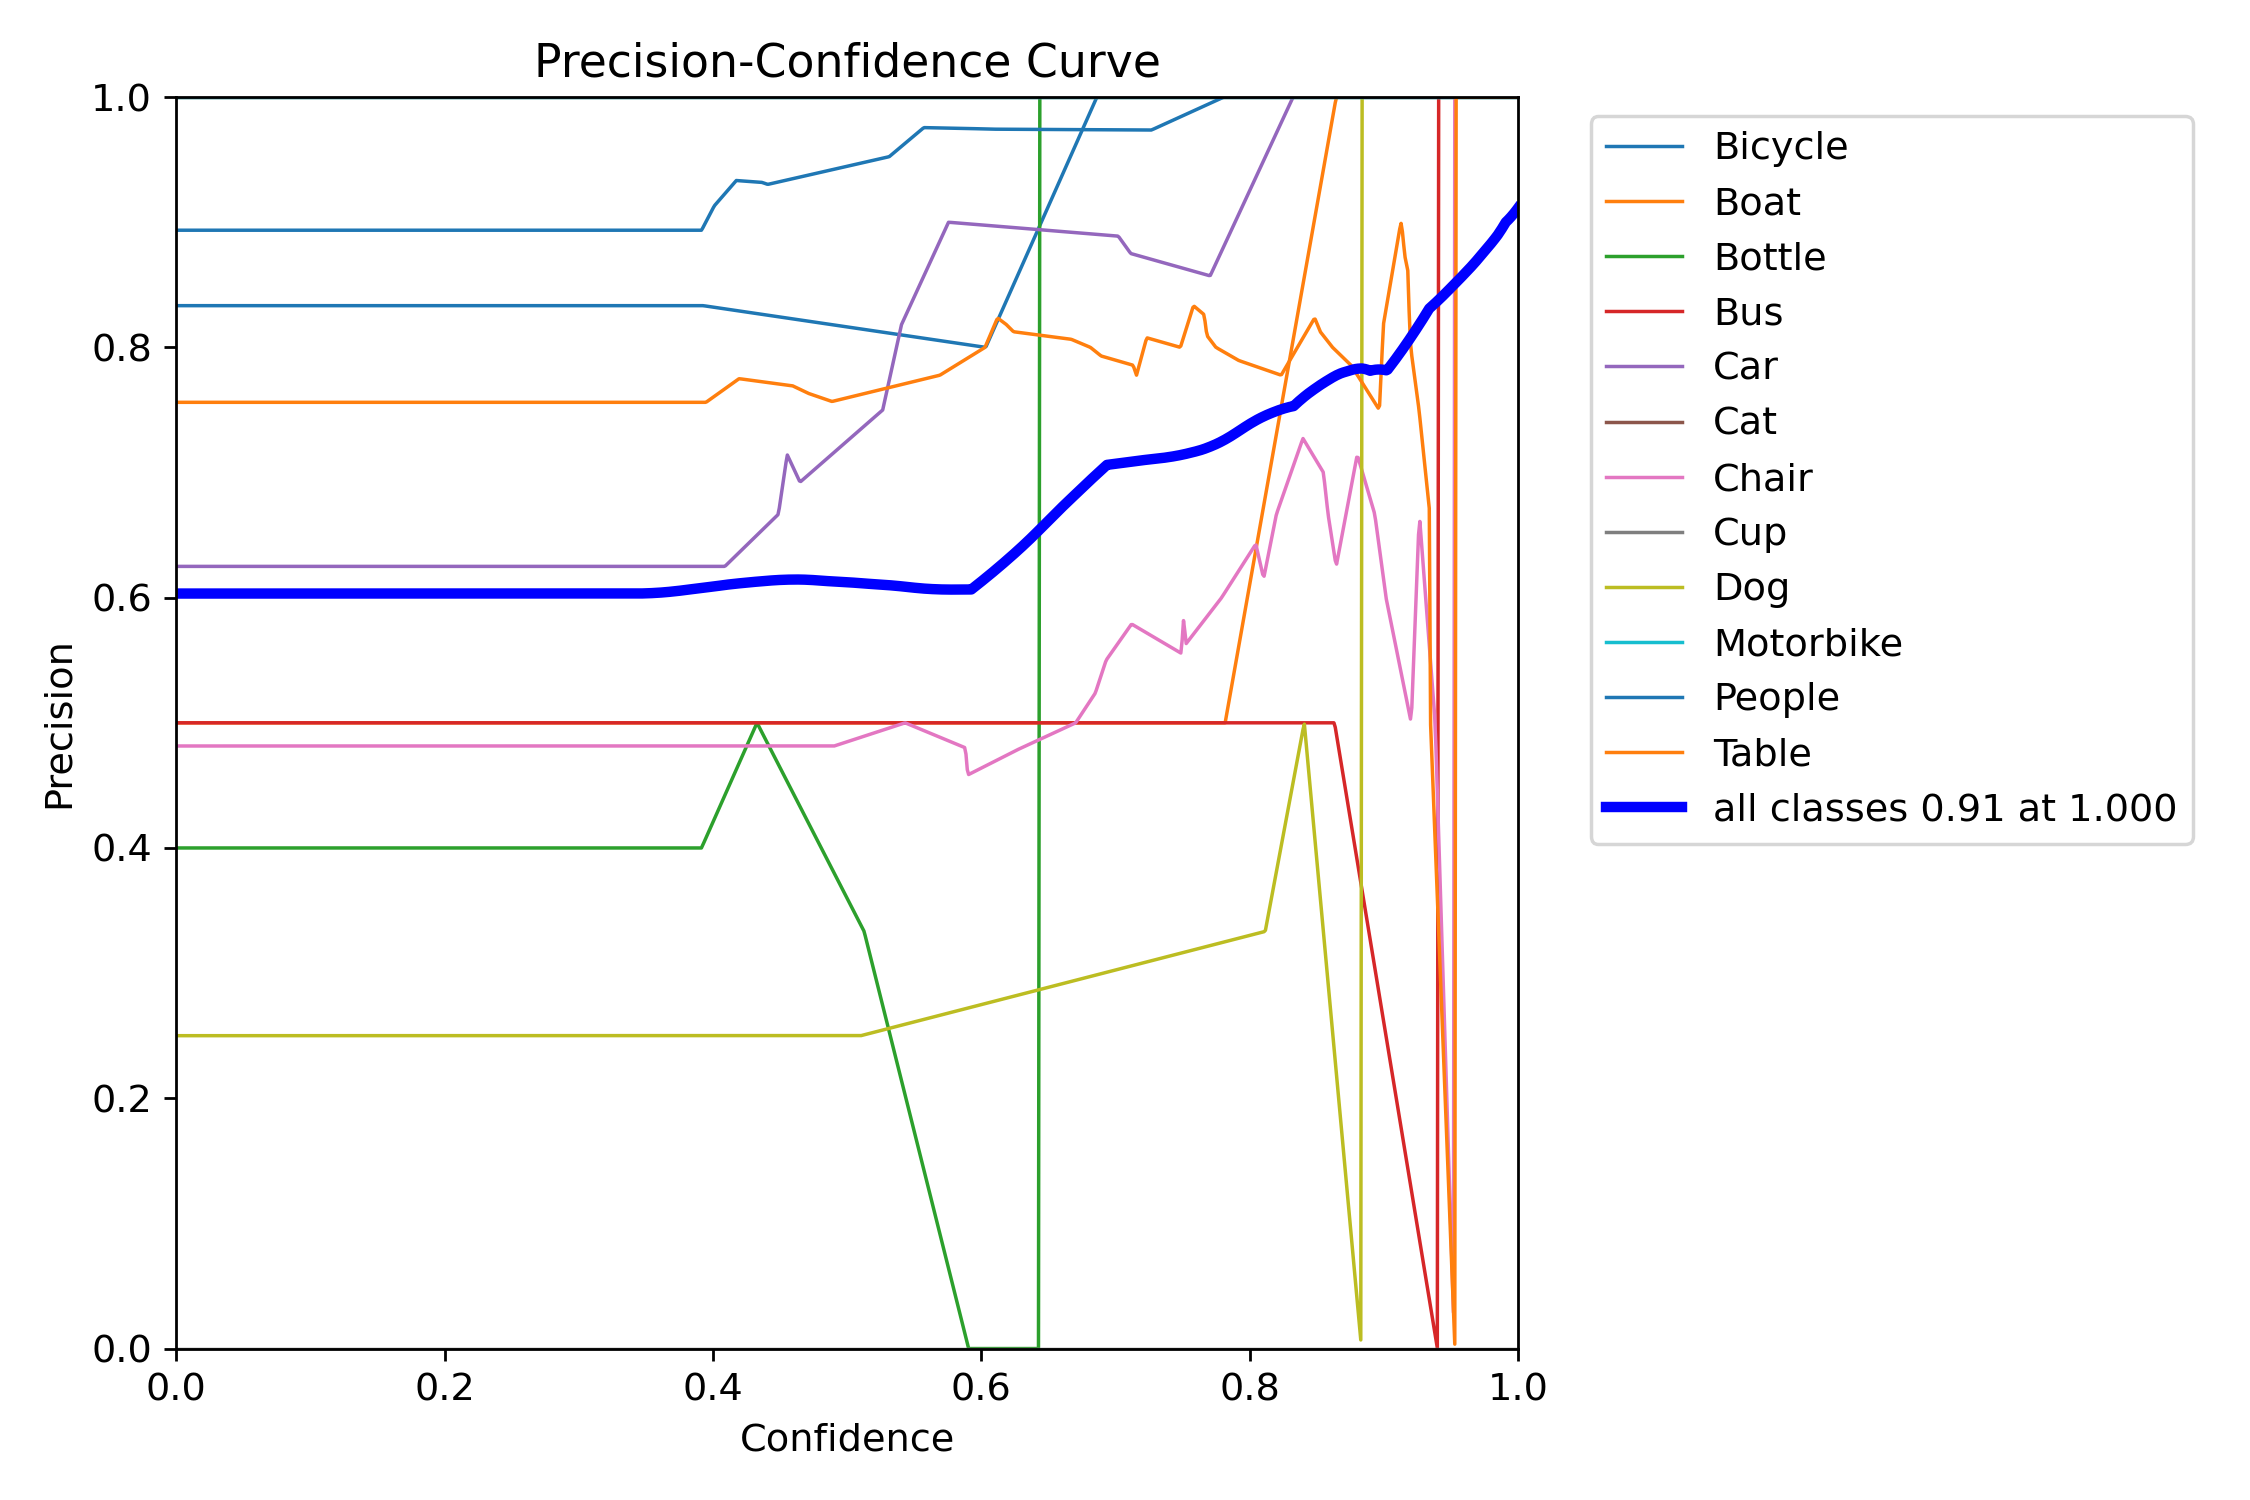 Precision-Confidence Curve
1.0
0.8
0.6
0.4
0.2
0.0
Precision
0.0 0.2 0.4 0.6 0.8 1.0
Confidence
Bicycle
Boat
Bottle
Bus
Car
Cat
Chair
Cup
Dog
Motorbike
People
Table
all classes 0.91 at 1.000